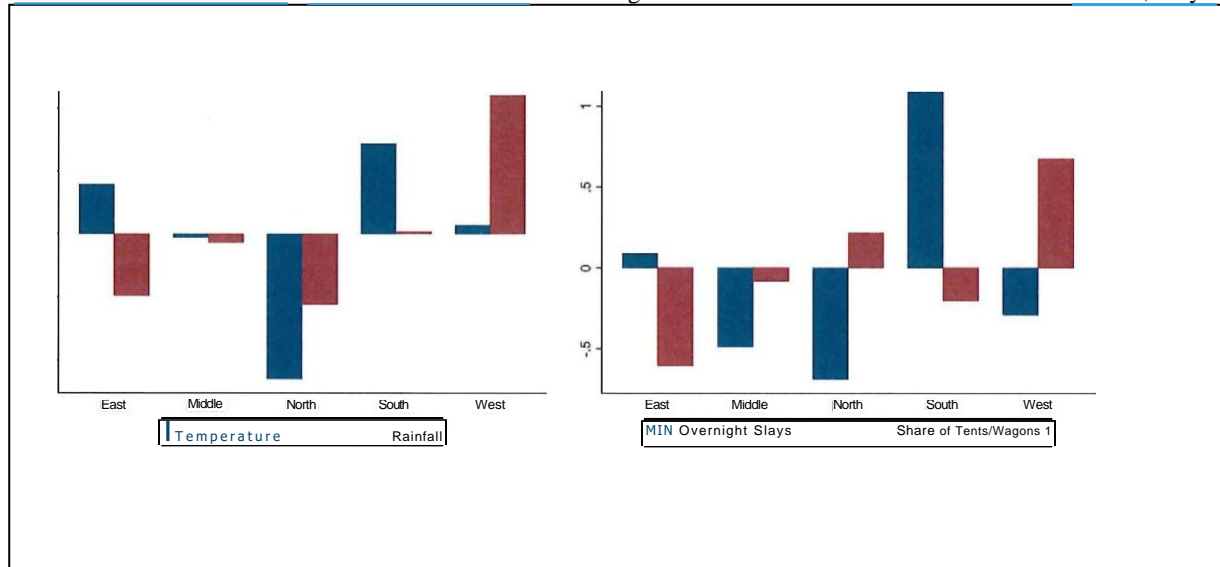 1
.5
0
-.5
East Middle North South West
Temperature Rainfall
East Middle North South West
MIN Overnight Slays Share of Tents/Wagons 1